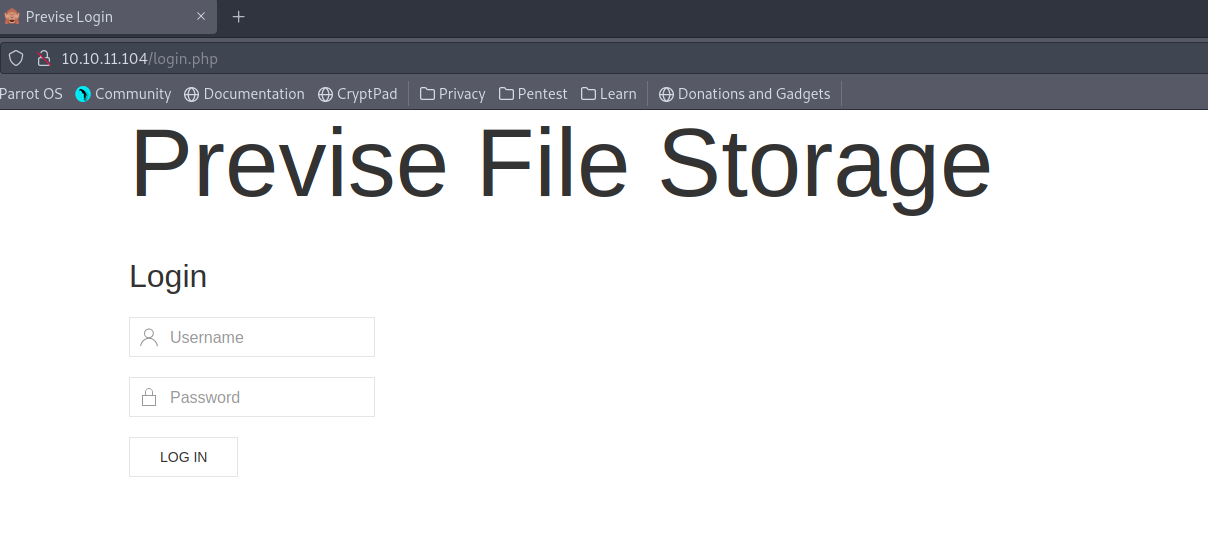 Previse Login
10.10.11.104/login.php
Parrot OS Community Documentation CryptPad Privacy Pentest Learn Donations and Gadgets
Previse File Storage
Login
Username
Password
LOG IN